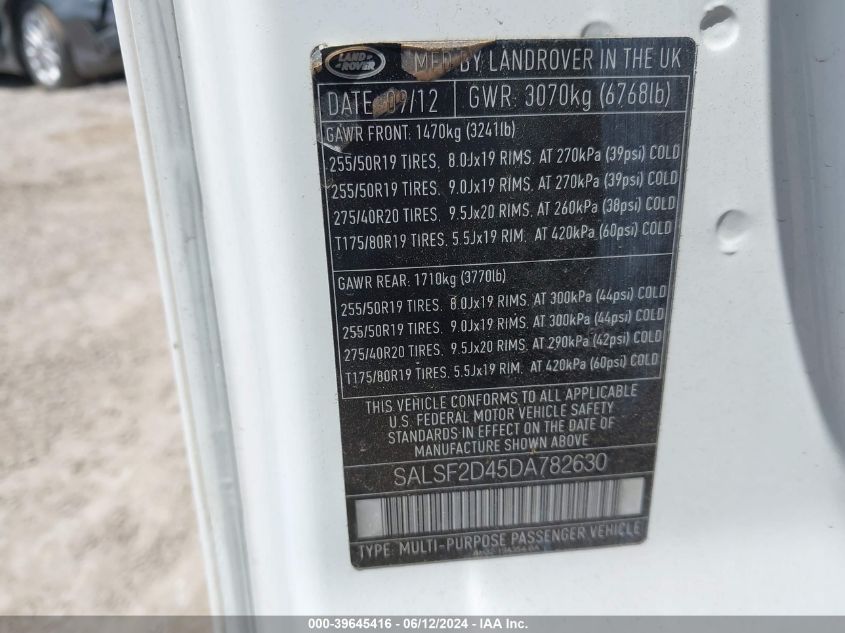 LAND
ROVER
MFD BY LANDROVER IN THE UK
DATE 09/12 GWR: 3070kg (6768lb)
GAWR FRONT: 1470kg (3241lb)
255/50R19 TIRES, 8.0Jx19 RIMS, AT 270kPa (39psi) COLD
255/50R19 TIRES, 9.0Jx19 RIMS, AT 270kPa (39psi) COLD
275/40R20 TIRES, 9.5Jx20 RIMS, AT 260kPa (38psi) COLD
T175/80R19 TIRES, 5.5Jx19 RIM, AT 420kPa (60psi) COLD
GAWR REAR: 1710kg (3770lb)
255/50R19 TIRES, 8.0Jx19 RIMS, AT 300kPa (44psi) COLD
255/50R19 TIRES, 9.0Jx19 RIMS, AT 300kPa (44psi) COLD
275/40R20 TIRES, 9.5Jx20 RIMS, AT 290kPa (42psi) COLD
T175/80R19 TIRES, 5.5Jx19 RIM, AT 420kPa (60psi) COLD
THIS VEHICLE CONFORMS TO ALL APPLICABLE
U.S. FEDERAL MOTOR VEHICLE SAFETY
STANDARDS IN EFFECT ON THE DATE OF
MANUFACTURE SHOWN ABOVE
SALSF2D45DA782630
TYPE: MULTI-PURPOSE PASSENGER VEHICLE
000-39645416 - 06/12/2024 - IAA Inc.